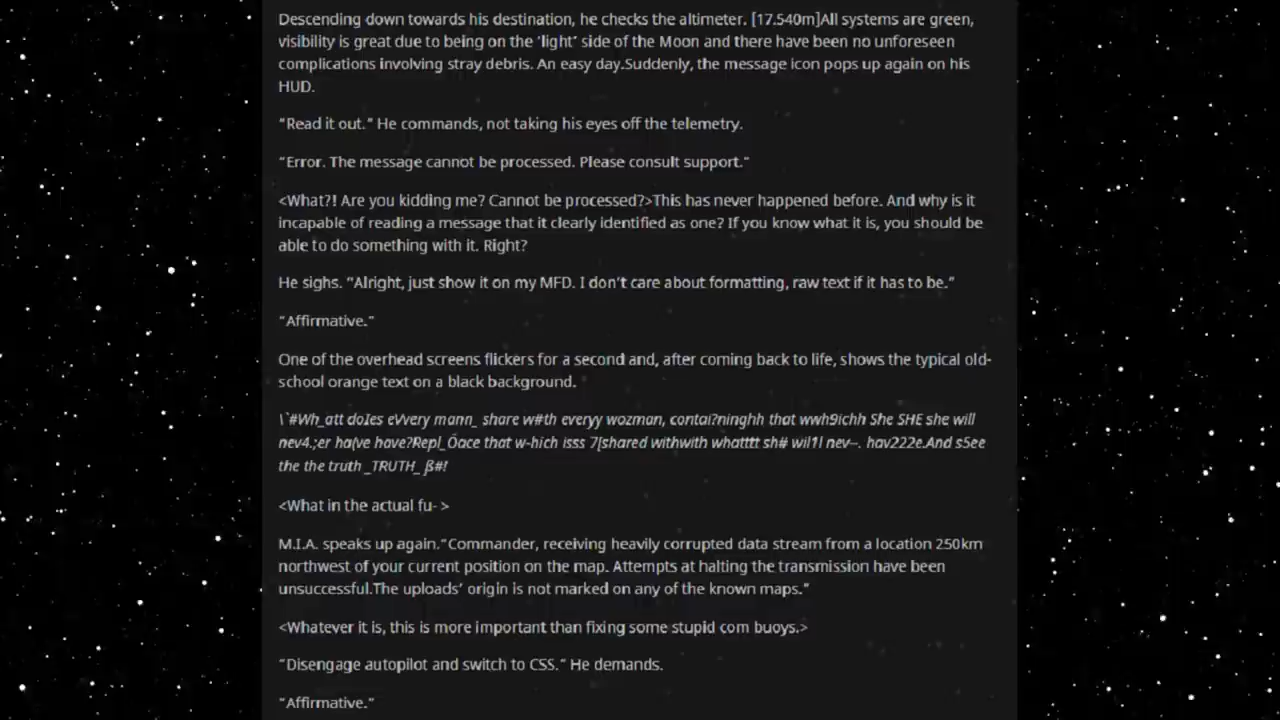 Descending down towards his destination, he checks the altimeter. [17.540m]All systems are green,
visibility is great due to being on the ‘light’ side of the Moon and there have been no unforeseen
complications involving stray debris. An easy day.Suddenly, the message icon pops up again on his
HUD.
“Read it out.” He commands, not taking his eyes off the telemetry.
“Error. The message cannot be processed. Please consult support.”
<What?! Are you kidding me? Cannot be processed?>This has never happened before. And why is it
incapable of reading a message that it clearly identified as one? If you know what it is, you should be
able to do something with it. Right?
He sighs. “Alright, just show it on my MFD. I don’t care about formatting, raw text if it has to be.”
“Affirmative.”
One of the overhead screens flickers for a second and, after coming back to life, shows the typical old-
school orange text on a black background.
\`#Wh_att doIes eVvery mann_ share w#th everyy wozman, contai?ninghh that wwh9ichh She SHE she will
nev4.;er ha(ve have?Repl_Öace that w-hich isss 7[shared withwith whatttt sh# wil1l nev--. hav222e.And s5ee
the the truth _TRUTH_ ß#!
<What in the actual fu- >
M.I.A. speaks up again.“Commander, receiving heavily corrupted data stream from a location 250km
northwest of your current position on the map. Attempts at halting the transmission have been
unsuccessful.The uploads’ origin is not marked on any of the known maps.”
<Whatever it is, this is more important than fixing some stupid com buoys.>
“Disengage autopilot and switch to CSS.” He demands.
“Affirmative.”